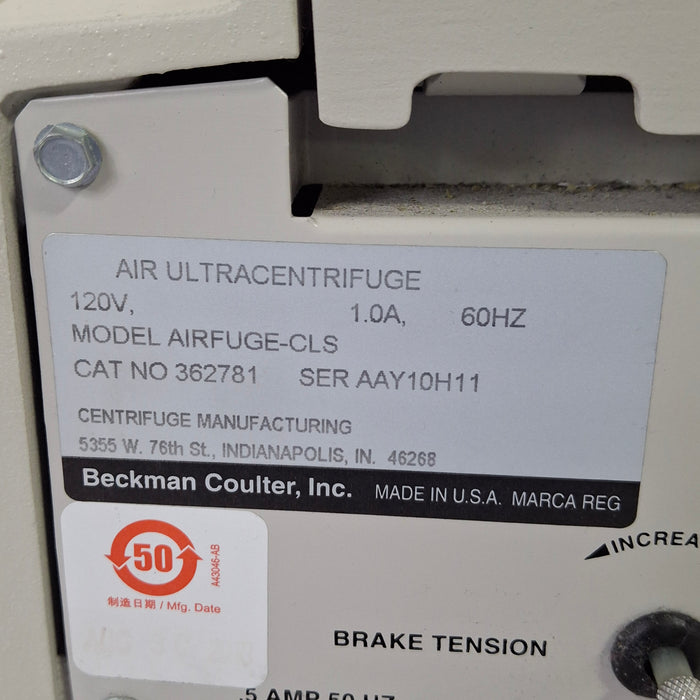 AIR ULTRACENTRIFUGE
120V, 1.0A, 60HZ
MODEL AIRFUGE-CLS
CAT NO 362781 SER AAY10H11
CENTRIFUGE MANUFACTURING
5355 W. 76th St., INDIANAPOLIS, IN. 46268
Beckman Coulter, Inc. MADE IN U.S.A. MARCA REG
50
A43046-AB
制造日期 / Mfg. Date
INCREA
BRAKE TENSION
.5 AMP 50 HZ